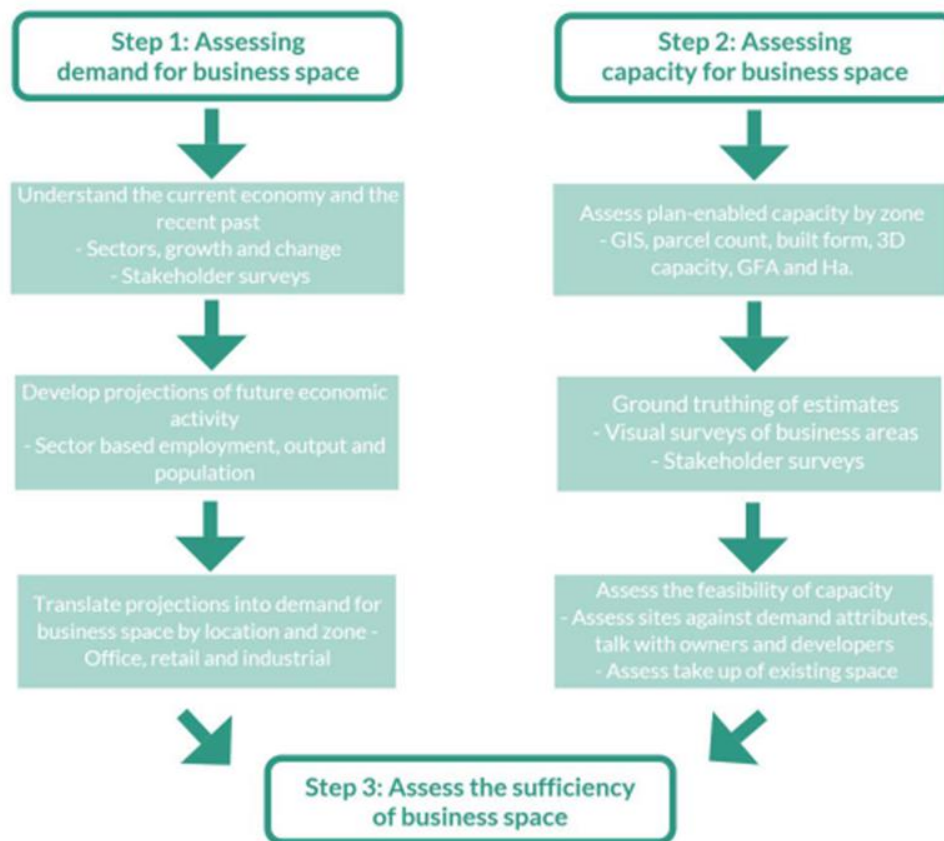 Step 1: Assessing
demand for business space
Understand the current economy and the
recent past
- Sectors, growth and change
- Stakeholder surveys
Develop projections of future economic
activity
- Sector based employment, output and
population
Translate projections into demand for
business space by location and zone -
Office, retail and industrial
Step 2: Assessing
capacity for business space
Assess plan-enabled capacity by zone
- GIS, parcel count, built form, 3D
capacity, GFA and Ha.
Ground truthing of estimates
- Visual surveys of business areas
- Stakeholder surveys
Assess the feasibility of capacity
- Assess sites against demand attributes,
talk with owners and developers
- Assess take up of existing space
Step 3: Assess the sufficiency
of business space